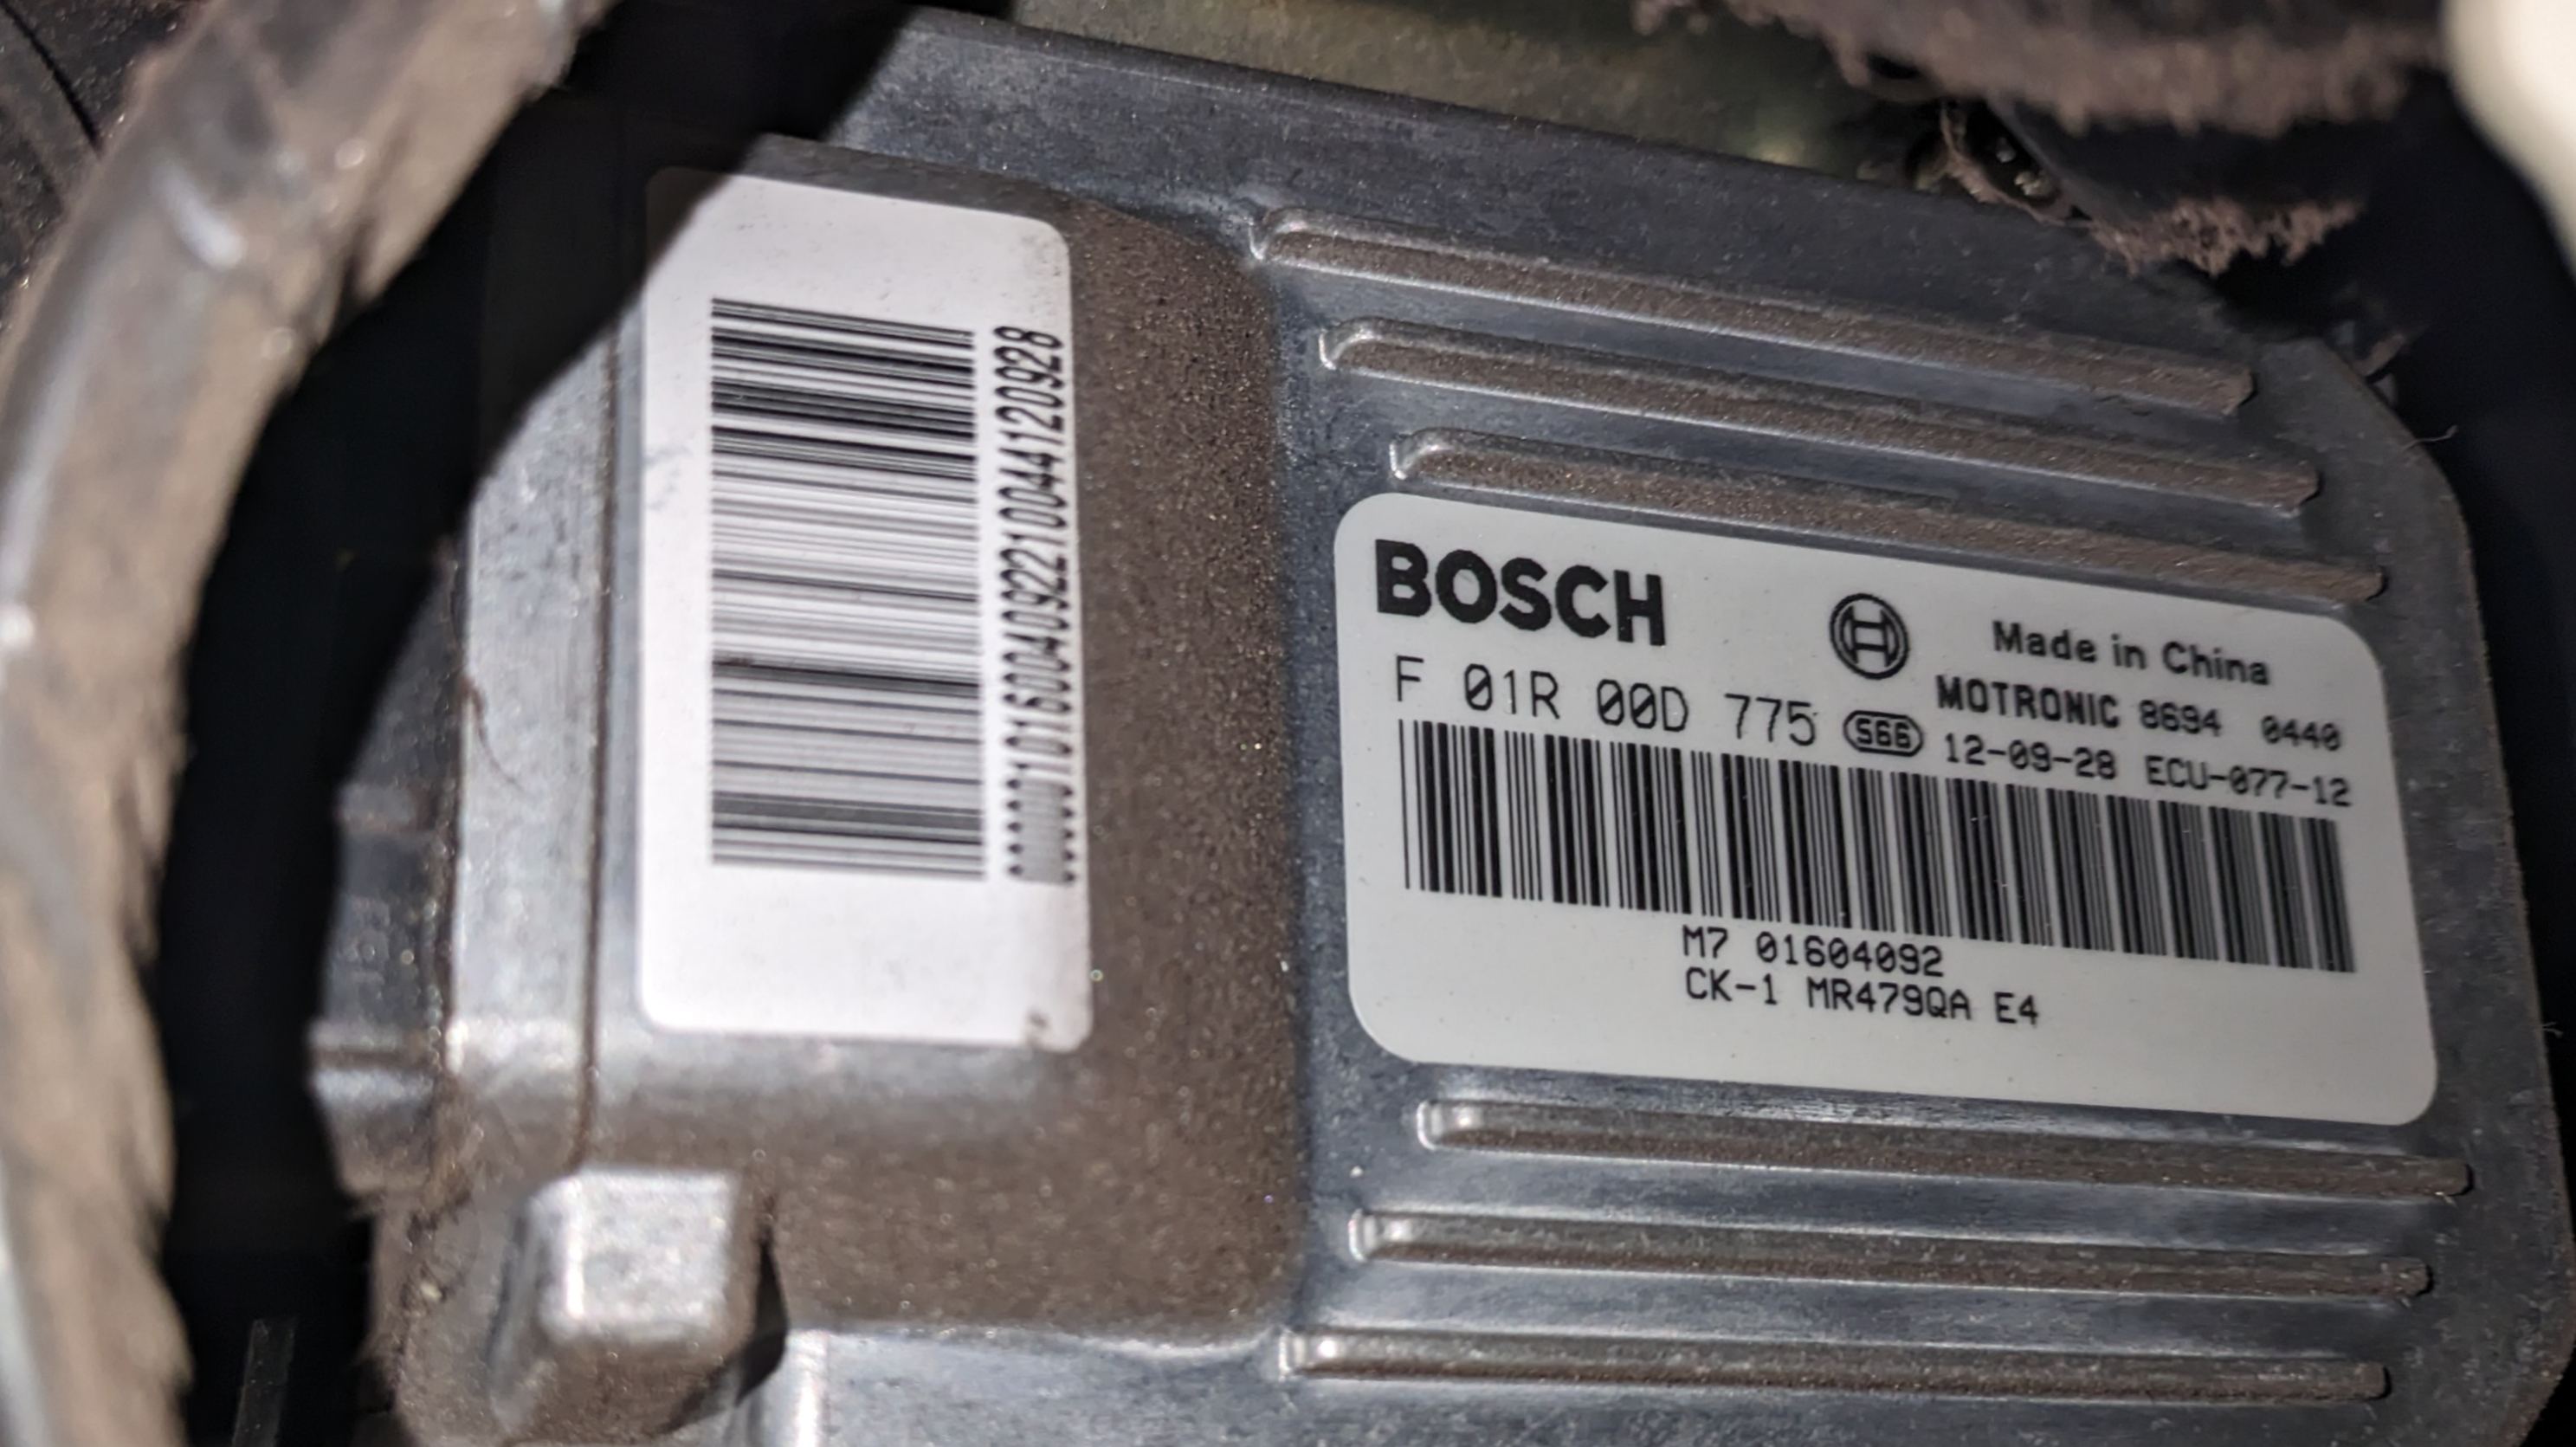 1016004092210044120928
BOSCH
Made in China
F 01R 00D 775
MOTRONIC 8694 0440
S66 12-09-28 ECU-077-12
M7 01604092
CK-1 MR479QA E4